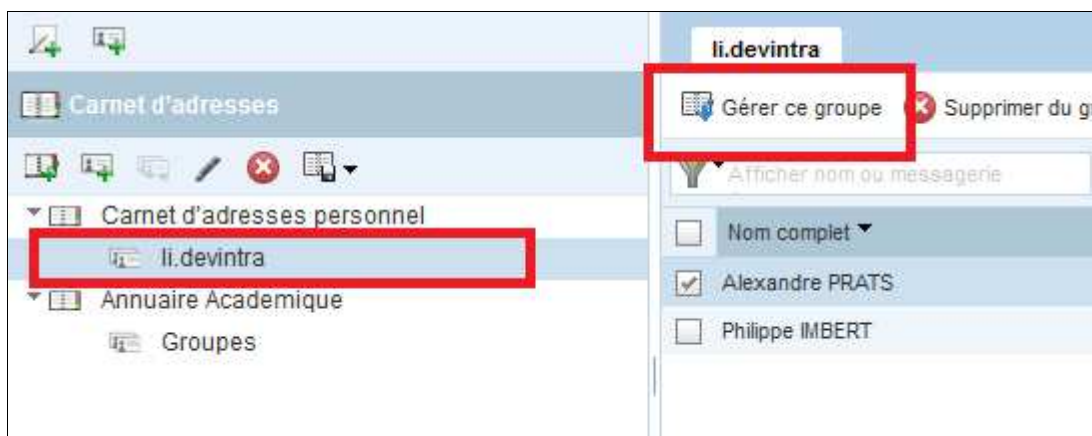 Carnet d'adresses
Carnet d'adresses personnel
li.devintra
Annuaire Academique
Groupes
li.devintra
Gérer ce groupe Supprimer du g
Afficher nom ou messagerie
Nom complet
Alexandre PRATS
Philippe IMBERT